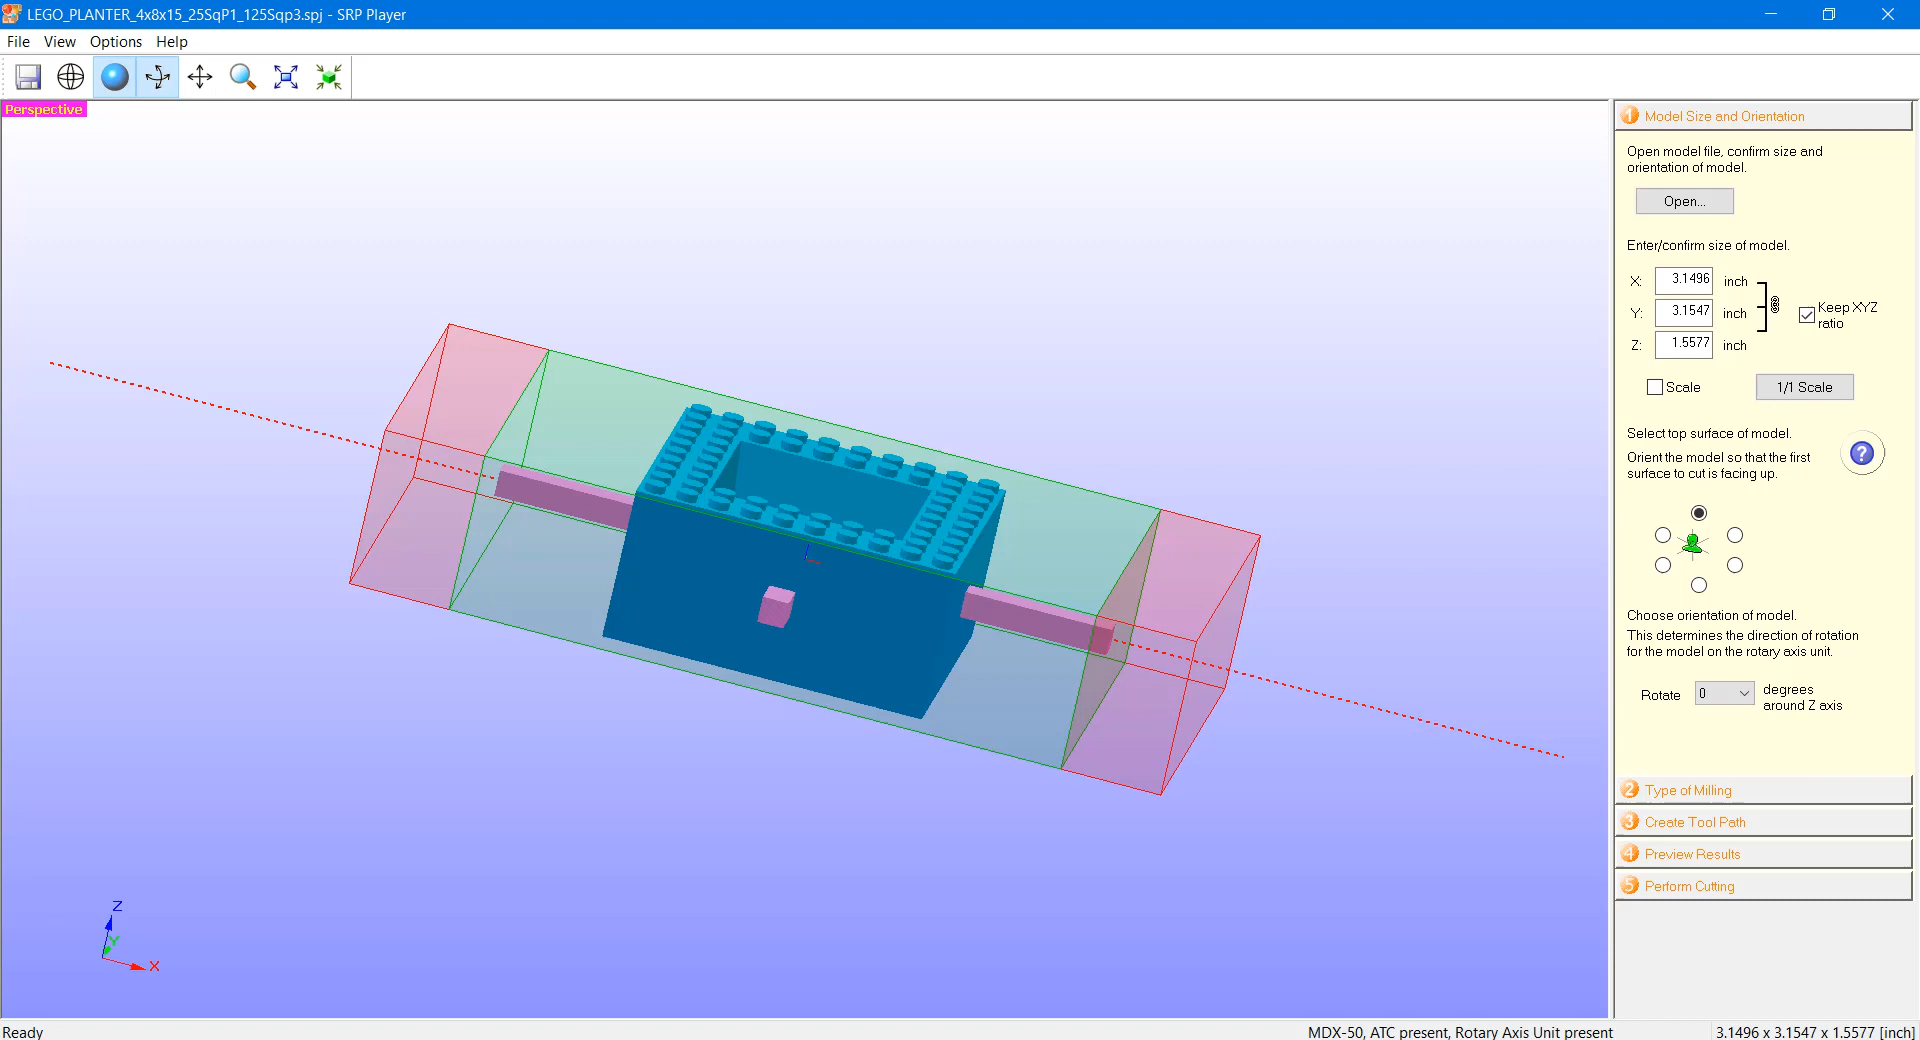 LEGO_PLANTER_4x8x15_25SqP1_125Sqp3.spj - SRP Player
File View Options Help
Perspective
1 Model Size and Orientation
Open model file, confirm size and
orientation of model.
Open...
Enter/confirm size of model.
X: 3.1496 inch
Y: 3.1547 inch
Keep XYZ
ratio
Z: 1.5577 inch
Scale 1/1 Scale
Select top surface of model.
Orient the model so that the first
surface to cut is facing up.
?
Choose orientation of model.
This determines the direction of rotation
for the model on the rotary axis unit.
Rotate 0 degrees
around Z axis
2 Type of Milling
3 Create Tool Path
4 Preview Results
5 Perform Cutting
Z
Y
X
Ready
MDX-50, ATC present, Rotary Axis Unit present
3.1496 x 3.1547 x 1.5577 [inch]